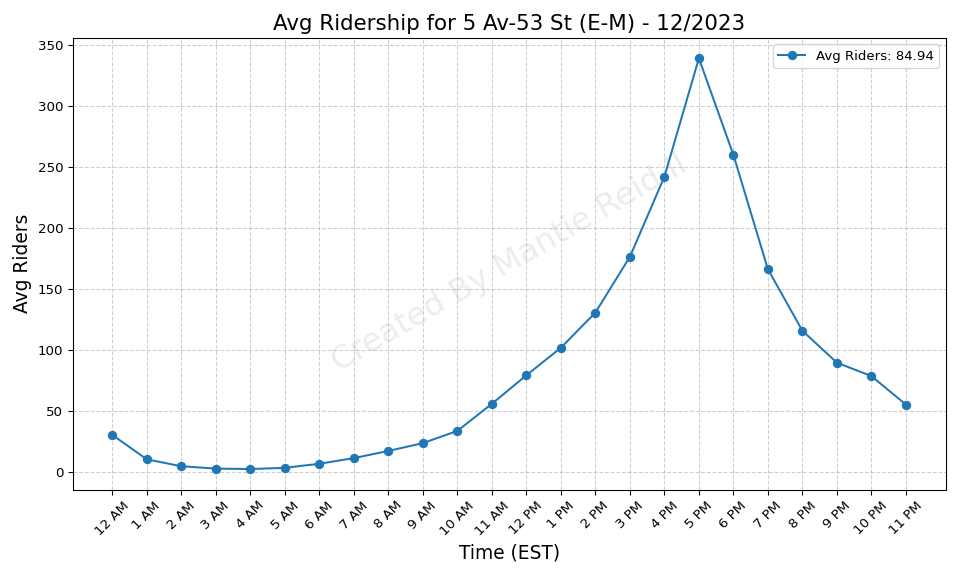 Avg Ridership for 5 Av-53 St (E-M) - 12/2023
Avg Riders: 84.94
350
300
250
200
150
100
50
0
Avg Riders
Created By Mantle Reidill
12 AM
1 AM
2 AM
3 AM
4 AM
5 AM
6 AM
7 AM
8 AM
9 AM
10 AM
11 AM
12 PM
1 PM
2 PM
3 PM
4 PM
5 PM
6 PM
7 PM
8 PM
9 PM
10 PM
11 PM
Time (EST)